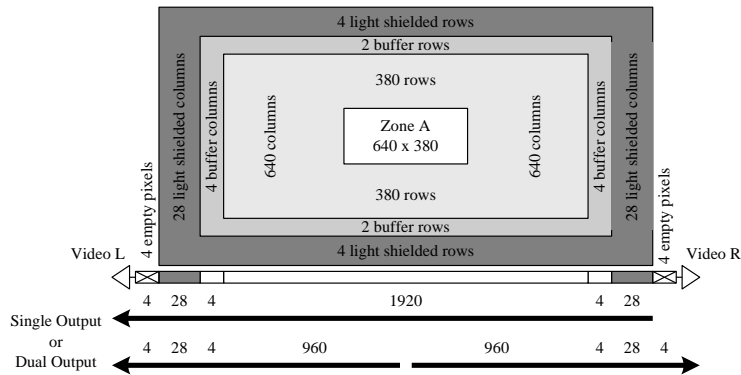 4 light shielded rows
2 buffer rows
380 rows
4 empty pixels
28 light shielded columns
4 buffer columns
640 columns
Zone A
640 x 380
640 columns
4 buffer columns
28 light shielded columns
4 empty pixels
380 rows
2 buffer rows
4 light shielded rows
Video L
Video R
4 28 4 1920 4 28
Single Output
or
Dual Output
4 28 4 960 960 4 28 4